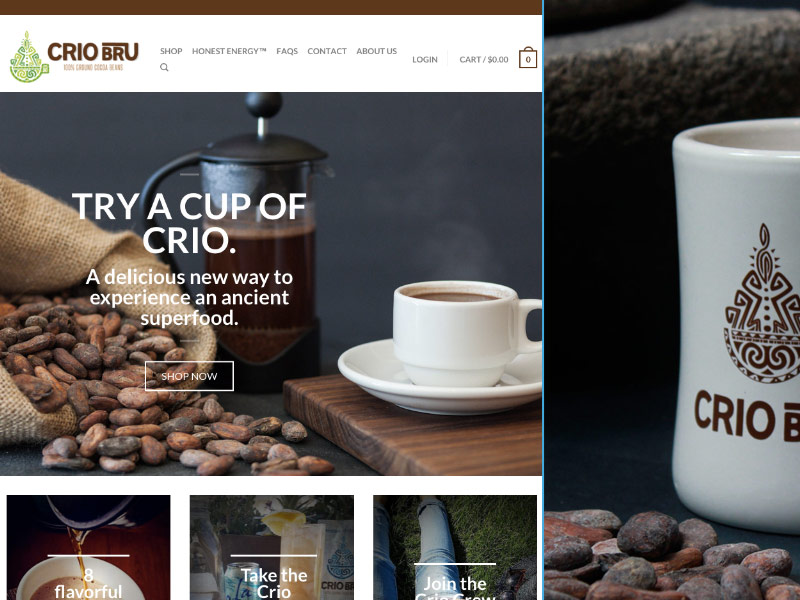 CRIO BRU
100% GROUND COCOA BEANS
SHOP HONEST ENERGY™ FAQS CONTACT ABOUT US
LOGIN CART / $0.00 0
TRY A CUP OF
CRIO.
A delicious new way to
experience an ancient
superfood.
SHOP NOW
8
flavorful
Take the
Crio
CRIO BRU
Join the
Crio Crew
CRIO B